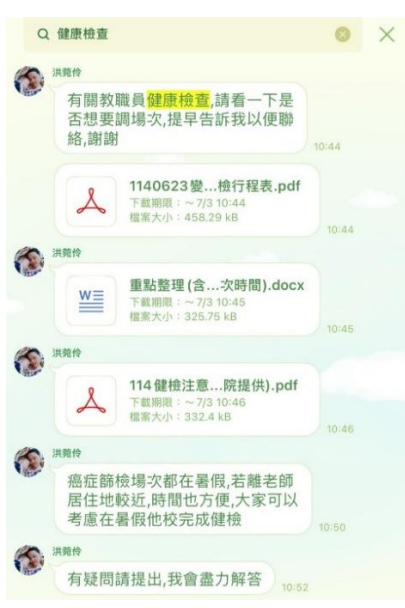 健康檢查
洪菀伶
有關教職員健康檢查,請看一下是
否想要調場次,提早告訴我以便聯
絡,謝謝
10:44
1140623變...檢行程表.pdf
下載期限：~ 7/3 10:44
檔案大小：458.29 kB
10:44
洪菀伶
重點整理(含...次時間).docx
下載期限：~ 7/3 10:45
檔案大小：325.75 kB
10:45
洪菀伶
114健檢注意...院提供).pdf
下載期限：~ 7/3 10:46
檔案大小：332.4 kB
10:46
洪菀伶
癌症篩檢場次都在暑假,若離老師
居住地較近,時間也方便,大家可以
考慮在暑假他校完成健檢
10:50
洪菀伶
有疑問請提出,我會盡力解答
10:52